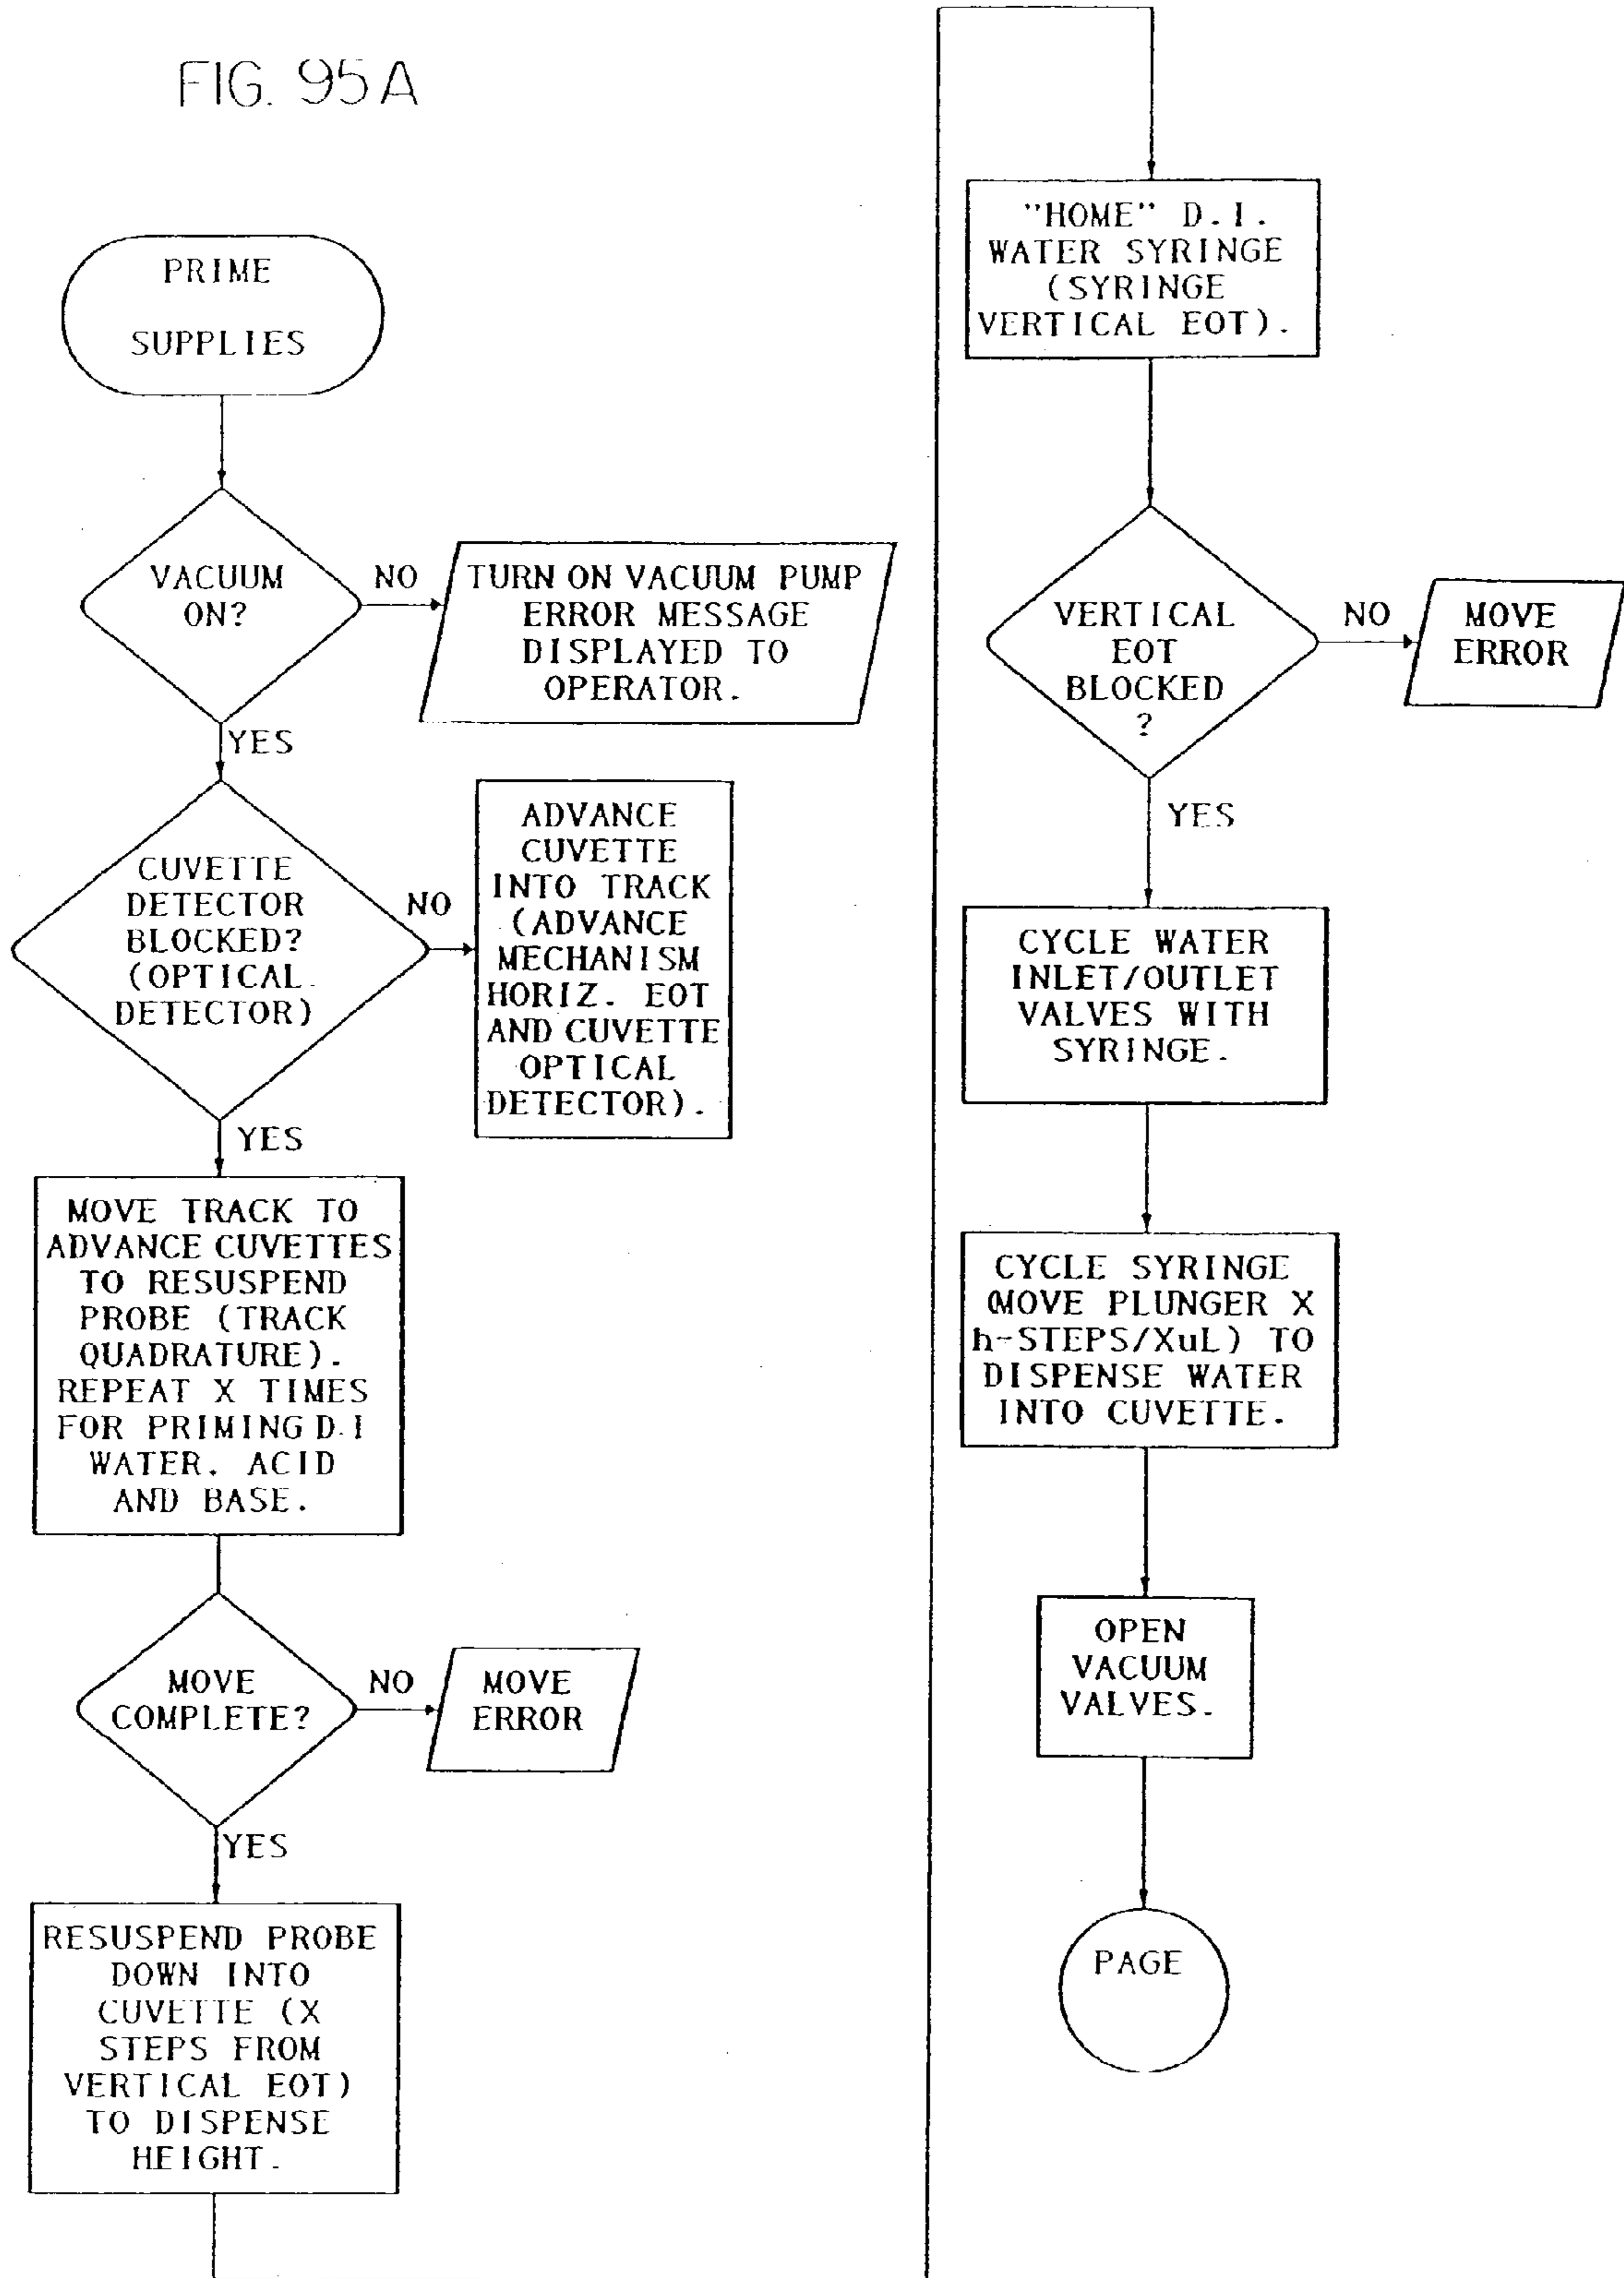 FIG. 95A
PRIME
SUPPLIES
VACUUM
ON?
NO
TURN ON VACUUM PUMP
ERROR MESSAGE
DISPLAYED TO
OPERATOR.
YES
CUVETTE
DETECTOR
BLOCKED?
(OPTICAL
DETECTOR)
NO
ADVANCE
CUVETTE
INTO TRACK
(ADVANCE
MECHANISM
HORIZ. EOT
AND CUVETTE
OPTICAL
DETECTOR).
YES
MOVE TRACK TO
ADVANCE CUVETTES
TO RESUSPEND
PROBE (TRACK
QUADRATURE).
REPEAT X TIMES
FOR PRIMING D.I
WATER. ACID
AND BASE.
MOVE
COMPLETE?
NO
MOVE
ERROR
YES
RESUSPEND PROBE
DOWN INTO
CUVETTE (X
STEPS FROM
VERTICAL EOT)
TO DISPENSE
HEIGHT.
"HOME" D.I.
WATER SYRINGE
(SYRINGE
VERTICAL EOT).
VERTICAL
EOT
BLOCKED
?
NO
MOVE
ERROR
YES
CYCLE WATER
INLET/OUTLET
VALVES WITH
SYRINGE.
CYCLE SYRINGE
(MOVE PLUNGER X
h-STEPS/XuL) TO
DISPENSE WATER
INTO CUVETTE.
OPEN
VACUUM
VALVES.
PAGE